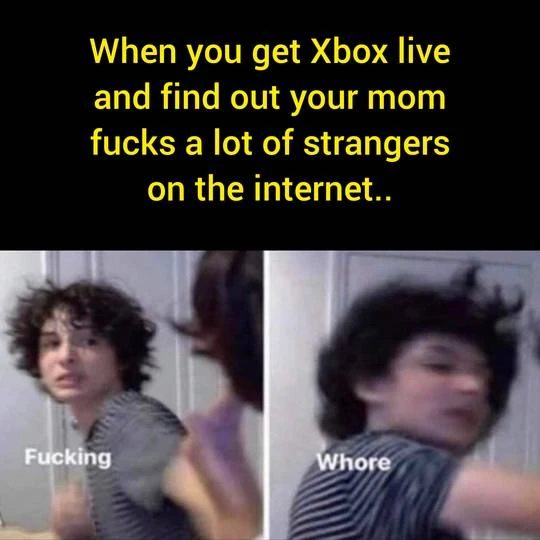 When you get Xbox live
and find out your mom
fucks a lot of strangers
on the internet..
Fucking
Whore